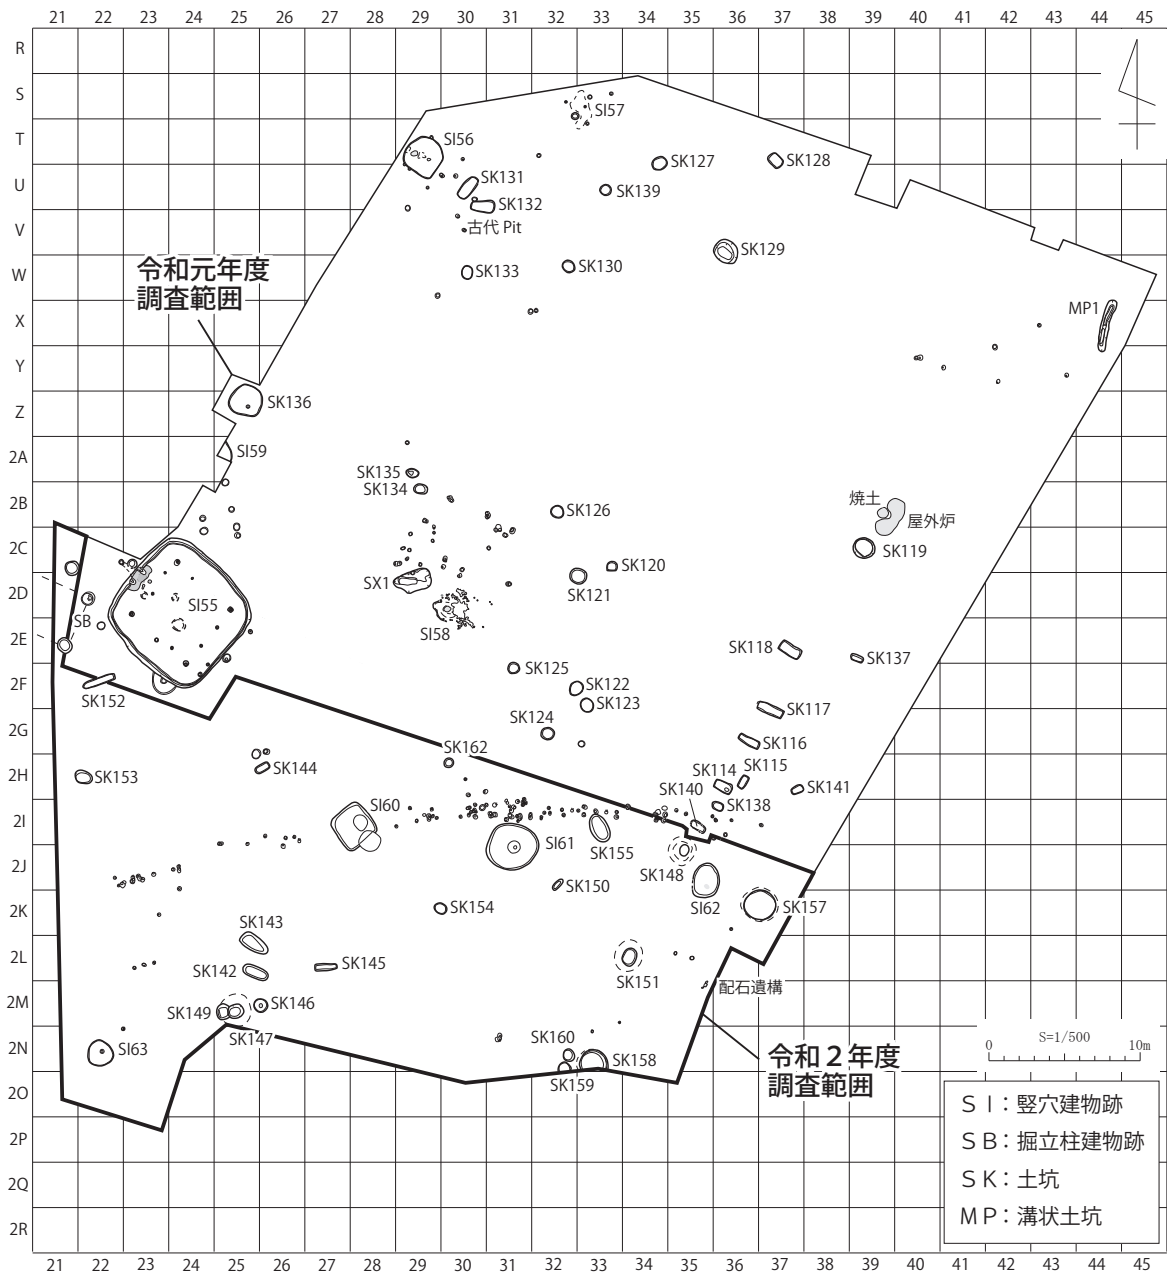 21 22 23 24 25 26 27 28 29 30 31 32 33 34 35 36 37 38 39 40 41 42 43 44 45
R
S
SI57
T
SI56
SK127
SK128
U
SK131
SK139
SK132
V
古代 Pit
SK129
W
令和元年度
調査範囲
SK133
SK130
X
MP1
Y
Z
SK136
2A
SI59
SK135
SK134
2B
SK126
焼土
屋外炉
2C
SK119
SK120
SX1
SK121
2D
SI55
SB
SI58
2E
SK118
SK137
SK125
2F
SK152
SK122
SK123
SK117
2G
SK124
SK116
SK162
2H
SK153
SK144
SK115
SK114
SK141
SK140
SK138
2I
SI60
SI61
SK155
2J
SK148
SK150
SI62
2K
SK154
SK157
SK143
2L
SK142
SK145
SK151
2M
配石遺構
SK149
SK146
SK147
2N
SI63
SK160
SK158
SK159
令和２年度
調査範囲
S=1/500
0 10m
2O
2P
2Q
2R
ＳＩ：竪穴建物跡
ＳＢ：掘立柱建物跡
ＳＫ：土坑
ＭＰ：溝状土坑
21 22 23 24 25 26 27 28 29 30 31 32 33 34 35 36 37 38 39 40 41 42 43 44 45